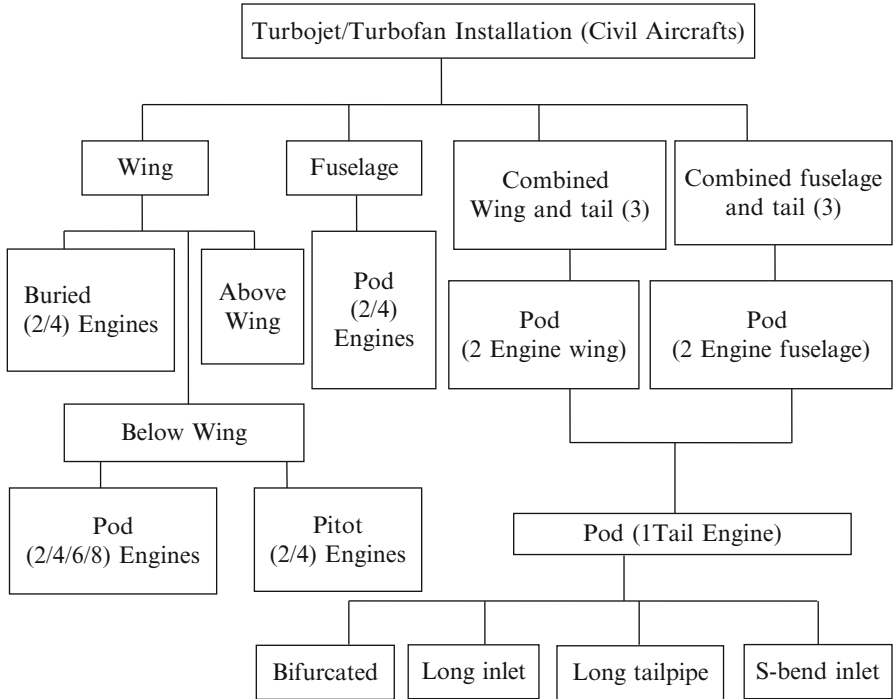 Turbojet/Turbofan Installation (Civil Aircrafts)
Wing
Fuselage
Combined
Wing and tail (3)
Combined fuselage
and tail (3)
Buried
(2/4) Engines
Above
Wing
Pod
(2/4)
Engines
Pod
(2 Engine wing)
Pod
(2 Engine fuselage)
Below Wing
Pod
(2/4/6/8) Engines
Pitot
(2/4) Engines
Pod (1Tail Engine)
Bifurcated
Long inlet
Long tailpipe
S-bend inlet